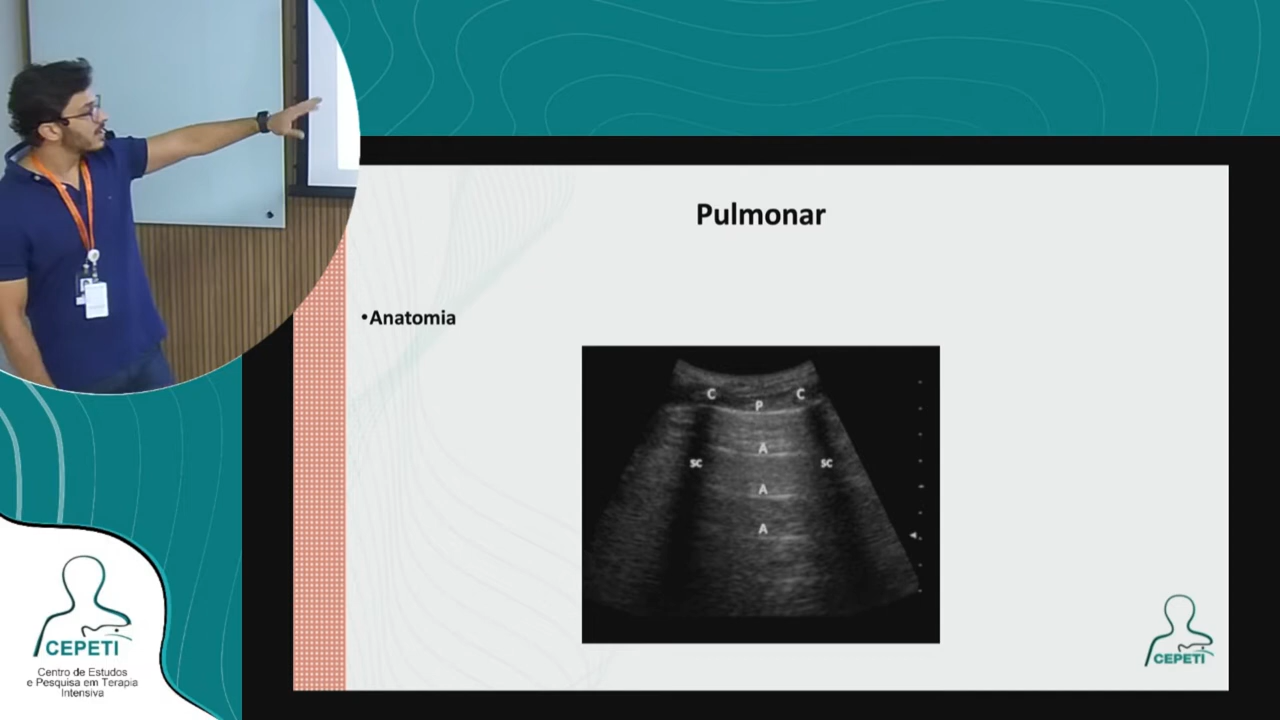 Pulmonar
•Anatomia
C
C
P
A
sc
sc
A
A
CEPETI
Centro de Estudos
e Pesquisa em Terapia
Intensiva
CEPETI